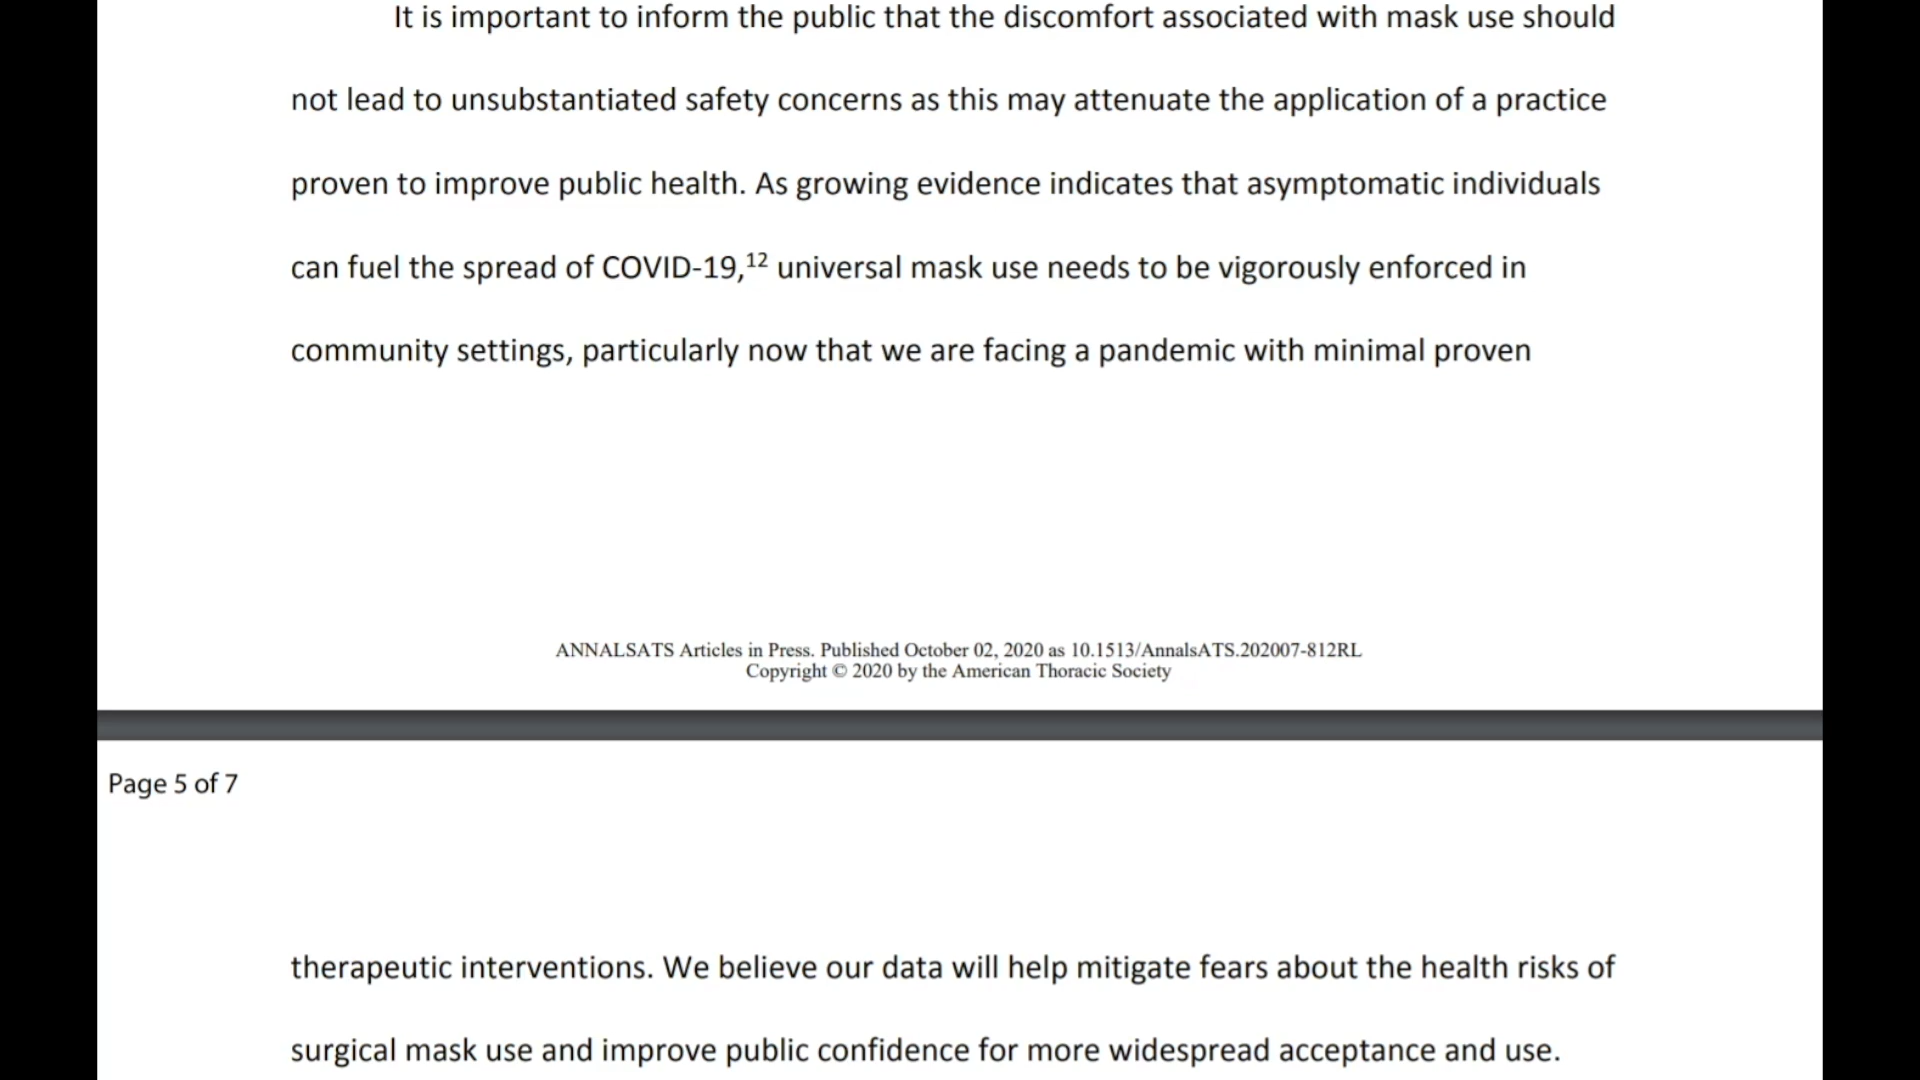 It is important to inform the public that the discomfort associated with mask use should
not lead to unsubstantiated safety concerns as this may attenuate the application of a practice
proven to improve public health. As growing evidence indicates that asymptomatic individuals
can fuel the spread of COVID-19,¹² universal mask use needs to be vigorously enforced in
community settings, particularly now that we are facing a pandemic with minimal proven
ANNALSATS Articles in Press. Published October 02, 2020 as 10.1513/AnnalsATS.202007-812RL
Copyright © 2020 by the American Thoracic Society
Page 5 of 7
therapeutic interventions. We believe our data will help mitigate fears about the health risks of
surgical mask use and improve public confidence for more widespread acceptance and use.